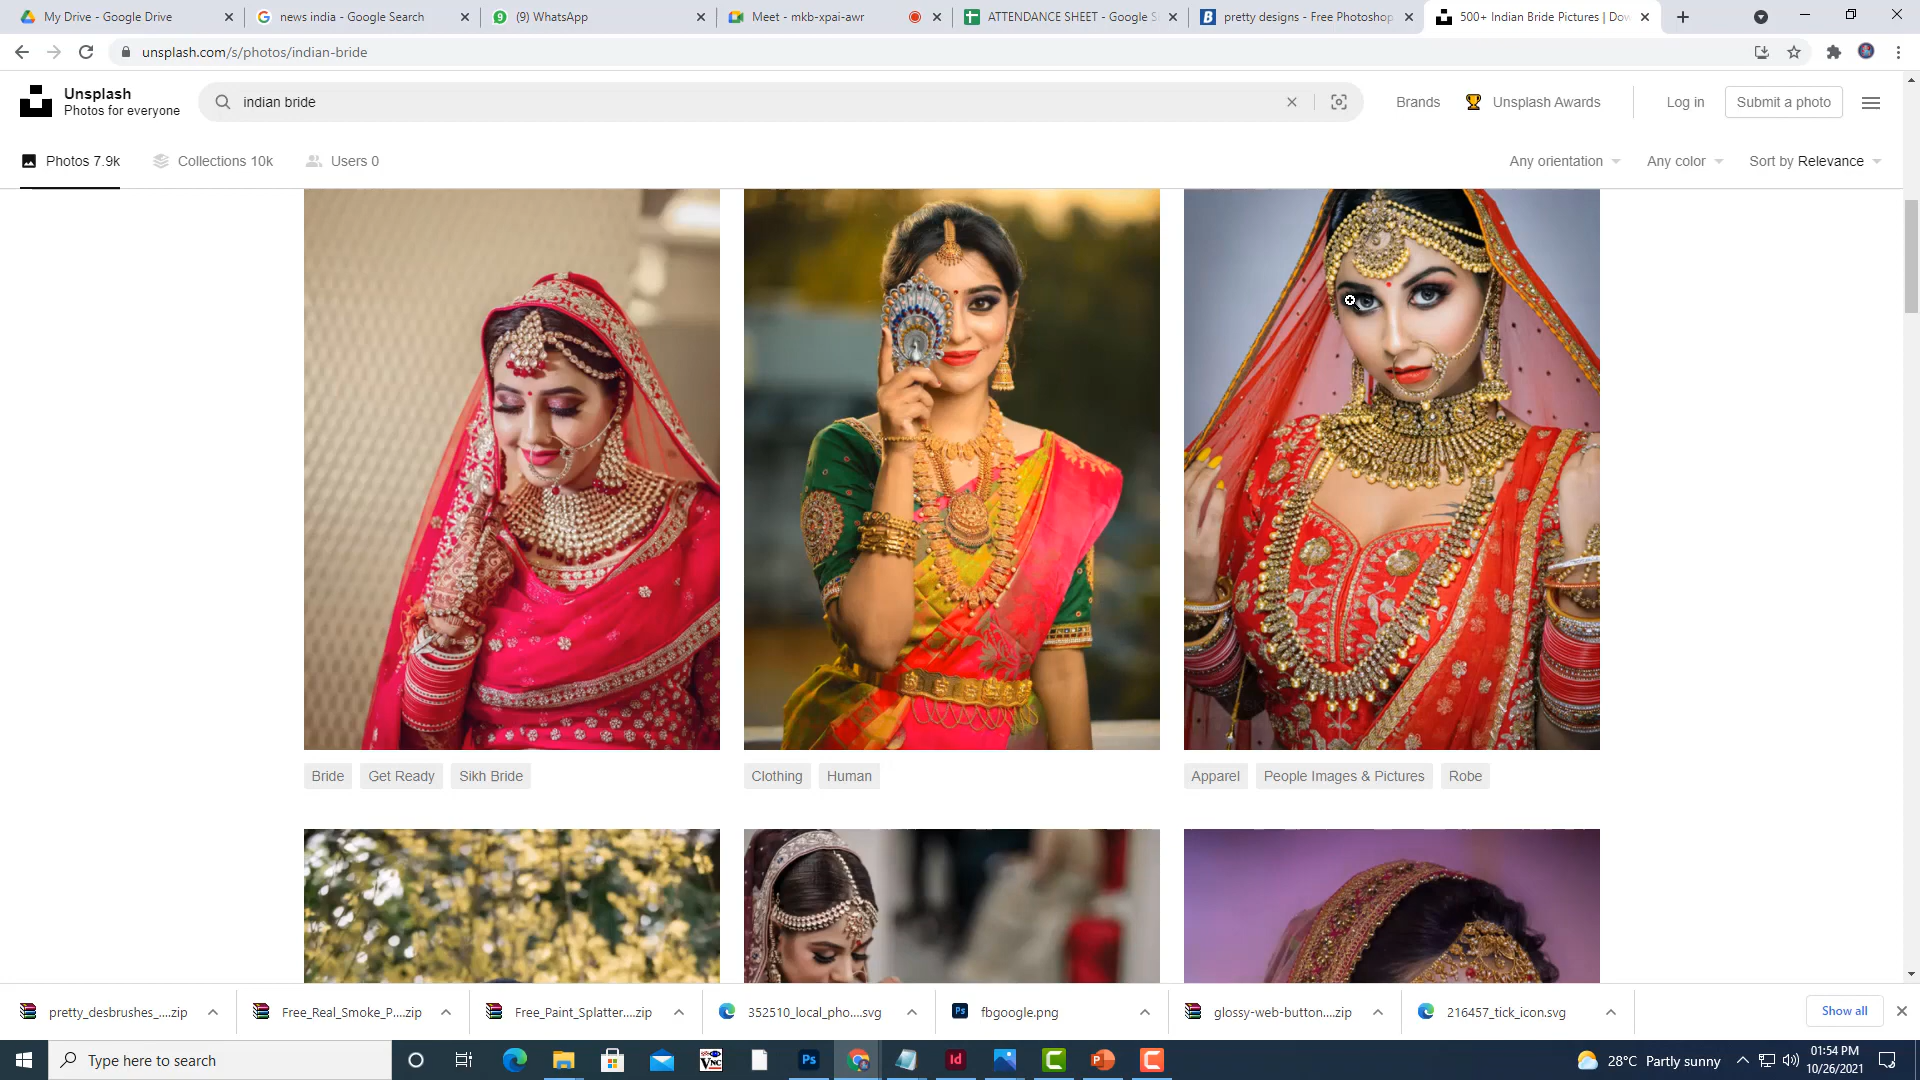 My Drive - Google Drive
news india - Google Search
(9) WhatsApp
Meet - mkb-xpai-awr
ATTENDANCE SHEET - Google S
pretty designs - Free Photoshop
500+ Indian Bride Pictures | Dow
unsplash.com/s/photos/indian-bride
Unsplash
Photos for everyone
indian bride
Brands
Unsplash Awards
Log in
Submit a photo
Photos 7.9k
Collections 10k
Users 0
Any orientation
Any color
Sort by Relevance
Bride
Get Ready
Sikh Bride
Clothing
Human
Apparel
People Images & Pictures
Robe
pretty_desbrushes_....zip
Free_Real_Smoke_P....zip
Free_Paint_Splatter....zip
352510_local_pho....svg
fbgoogle.png
glossy-web-button....zip
216457_tick_icon.svg
Show all
Type here to search
28°C Partly sunny
01:54 PM
10/26/2021